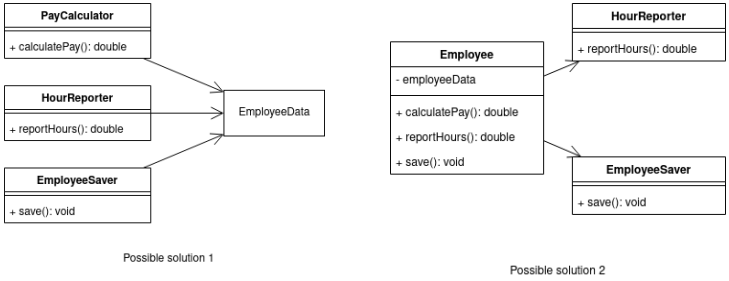 PayCalculator
+ calculatePay(): double
HourReporter
+ reportHours(): double
EmployeeSaver
+ save(): void
EmployeeData
Possible solution 1
Employee
- employeeData
+ calculatePay(): double
+ reportHours(): double
+ save(): void
HourReporter
+ reportHours(): double
EmployeeSaver
+ save(): void
Possible solution 2